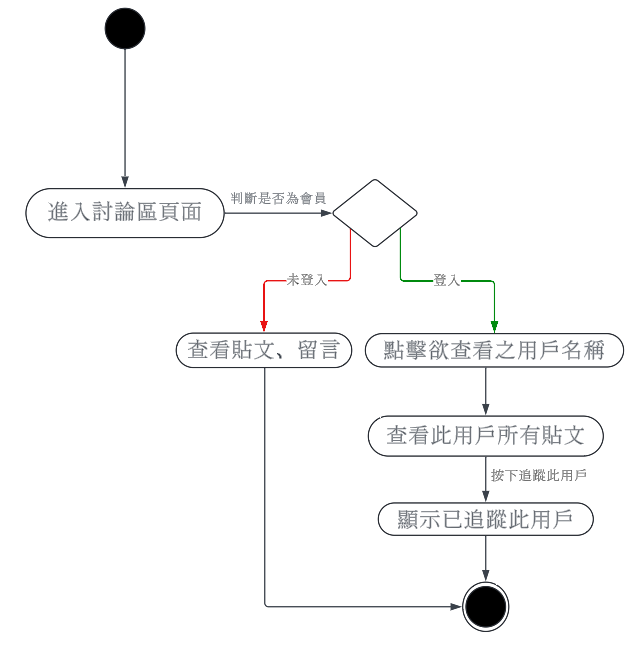 判斷是否為會員
進入討論區頁面
未登入
登入
查看貼文、留言
點擊欲查看之用戶名稱
查看此用戶所有貼文
按下追蹤此用戶
顯示已追蹤此用戶